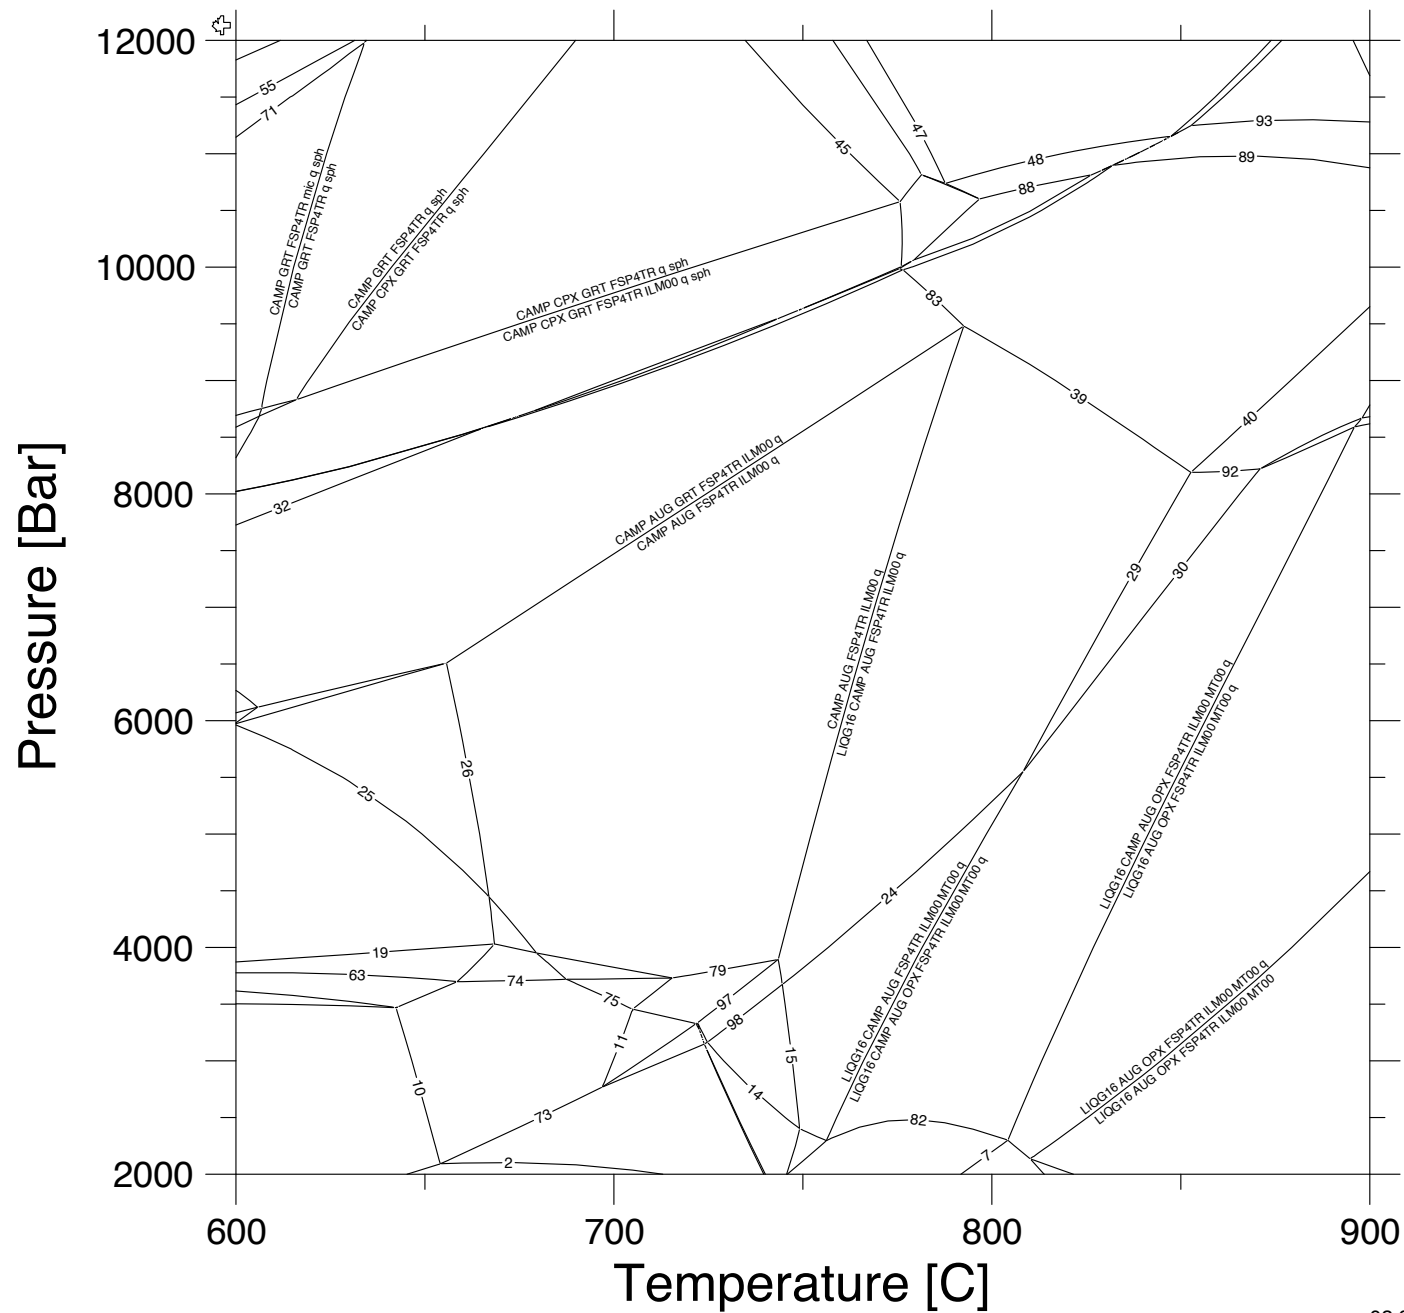 12000
55
71
47
93
45
48
89
88
CAMP GRT FSP4TR mic q sph
CAMP GRT FSP4TR q sph
CAMP GRT FSP4TR q sph
CAMP CPX GRT FSP4TR q sph
10000
CAMP CPX GRT FSP4TR q sph
CAMP CPX GRT FSP4TR ILM00 q sph
83
39
40
CAMP AUG GRT FSP4TR ILM00 q
CAMP AUG FSP4TR ILM00 q
92
8000
32
29
30
CAMP AUG FSP4TR ILM00 q
LIQG16 CAMP AUG FSP4TR ILM00 q
Pressure [Bar]
6000
26
25
LIQG16 CAMP AUG OPX FSP4TR ILM00 MT00 q
LIQG16 AUG OPX FSP4TR ILM00 MT00 q
24
4000
19
63
74
79
75
97
98
LIQG16 CAMP AUG FSP4TR ILM00 MT00 q
LIQG16 CAMP AUG OPX FSP4TR ILM00 MT00 q
LIQG16 AUG OPX FSP4TR ILM00 MT00 q
LIQG16 AUG OPX FSP4TR ILM00 MT00
11
15
10
14
73
82
2
7
2000
600
700
800
900
Temperature [C]